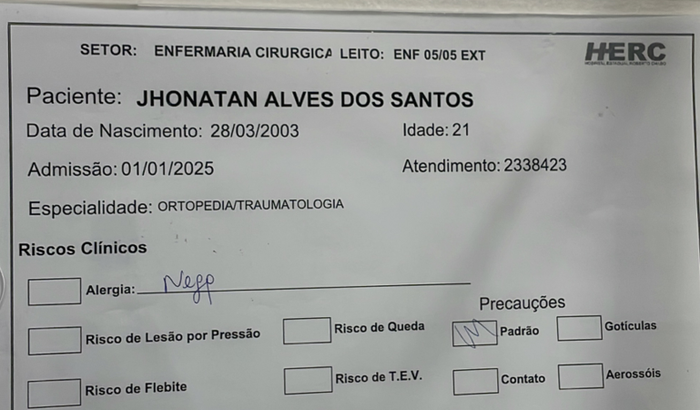 SETOR: ENFERMARIA CIRURGICA LEITO: ENF 05/05 EXT
HERC
Paciente: JHONATAN ALVES DOS SANTOS
Data de Nascimento: 28/03/2003 Idade: 21
Admissão: 01/01/2025 Atendimento: 2338423
Especialidade: ORTOPEDIA/TRAUMATOLOGIA
Riscos Clínicos
Alergia:
Precauções
Risco de Lesão por Pressão Risco de Queda Padrão Gotículas
Risco de Flebite Risco de T.E.V. Contato Aerossóis